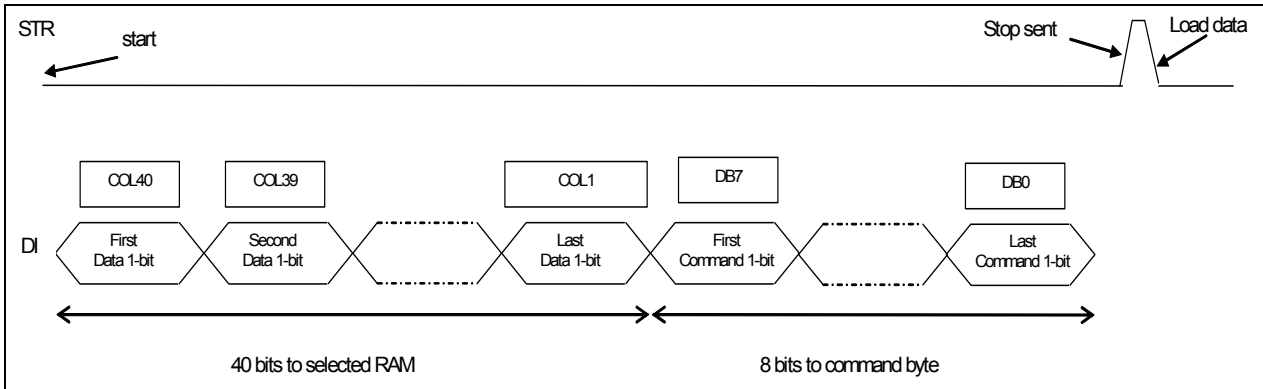 STR
start
Stop sent
Load data
COL40
COL39
COL1
DB7
DB0
DI
First
Data 1-bit
Second
Data 1-bit
Last
Data 1-bit
First
Command 1-bit
Last
Command 1-bit
40 bits to selected RAM
8 bits to command byte